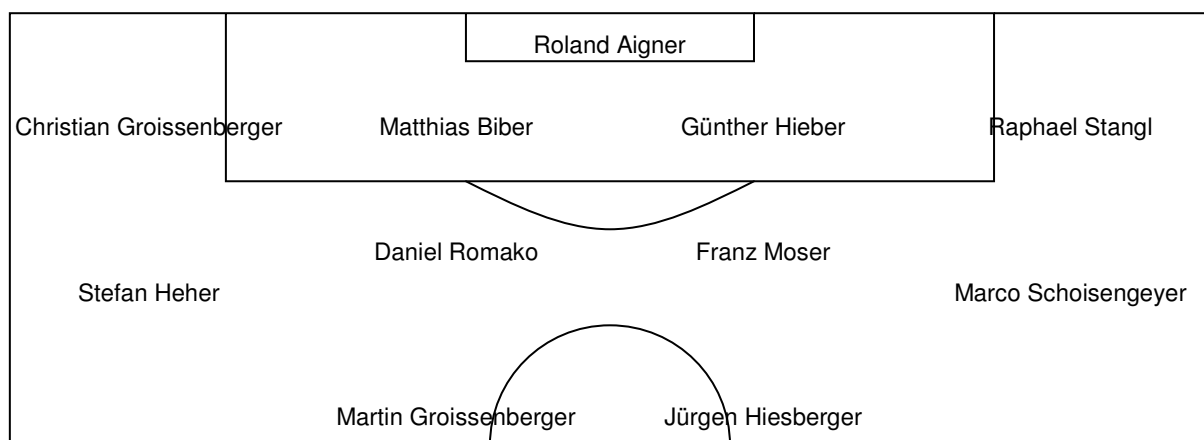 Roland Aigner
Christian Groissenberger Matthias Biber Günther Hieber Raphael Stangl
Daniel Romako Franz Moser
Stefan Heher Marco Schoisengeyer
Martin Groissenberger Jürgen Hiesberger